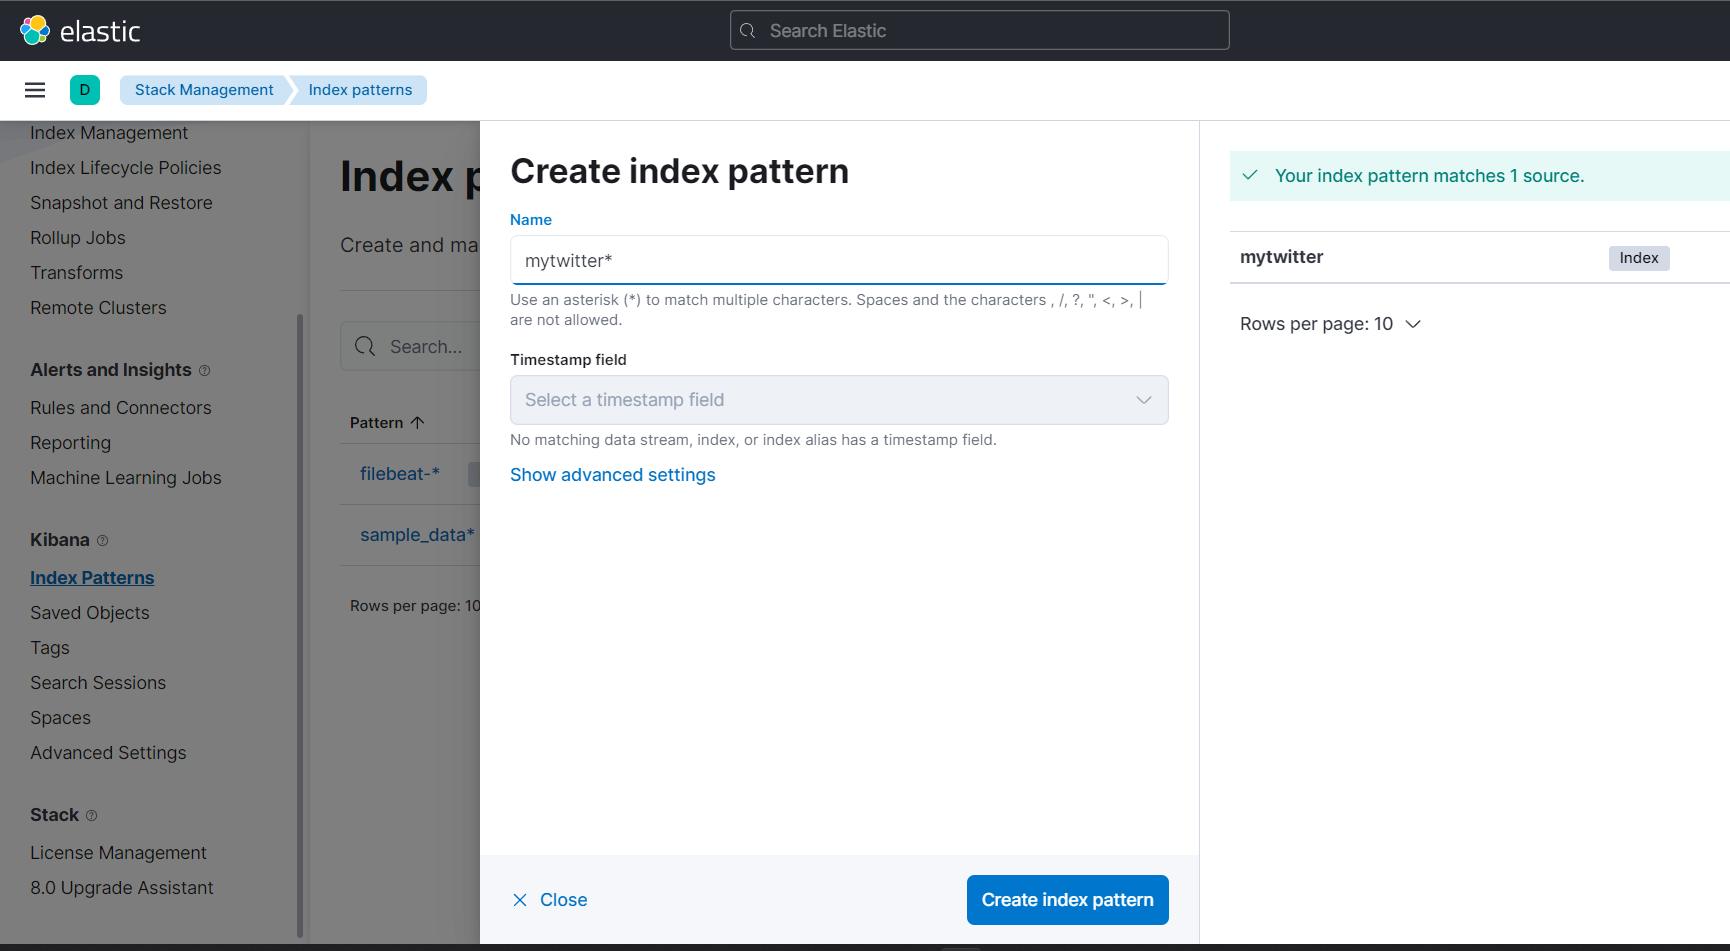 elastic
Search Elastic
D
Stack Management
Index patterns
Index Management
Index Lifecycle Policies
Snapshot and Restore
Rollup Jobs
Transforms
Remote Clusters
Alerts and Insights
Rules and Connectors
Reporting
Machine Learning Jobs
Kibana
Index Patterns
Saved Objects
Tags
Search Sessions
Spaces
Advanced Settings
Stack
License Management
8.0 Upgrade Assistant
Index p
Create and ma
Search...
Pattern
filebeat-*
sample_data*
Rows per page: 10
Create index pattern
Name
mytwitter*
Use an asterisk (*) to match multiple characters. Spaces and the characters , /, ?, ", <, >, |
are not allowed.
Timestamp field
Select a timestamp field
No matching data stream, index, or index alias has a timestamp field.
Show advanced settings
Close
Create index pattern
Your index pattern matches 1 source.
mytwitter
Index
Rows per page: 10